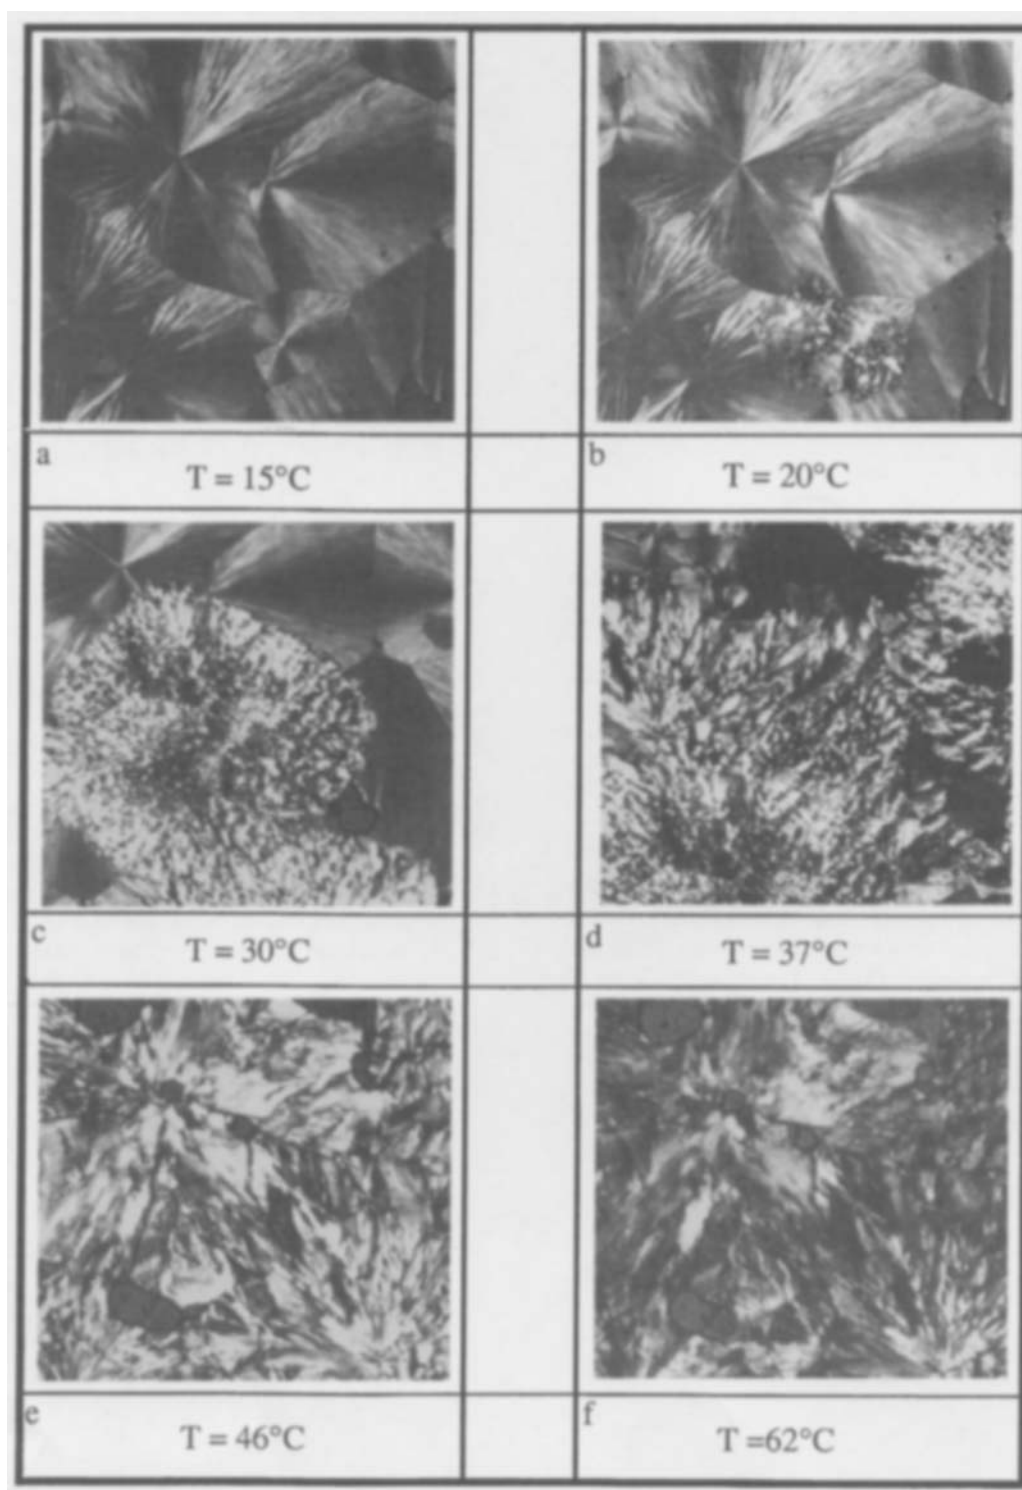 a
T = 15°C
b
T = 20°C
c
T = 30°C
d
T = 37°C
e
T = 46°C
f
T =62°C